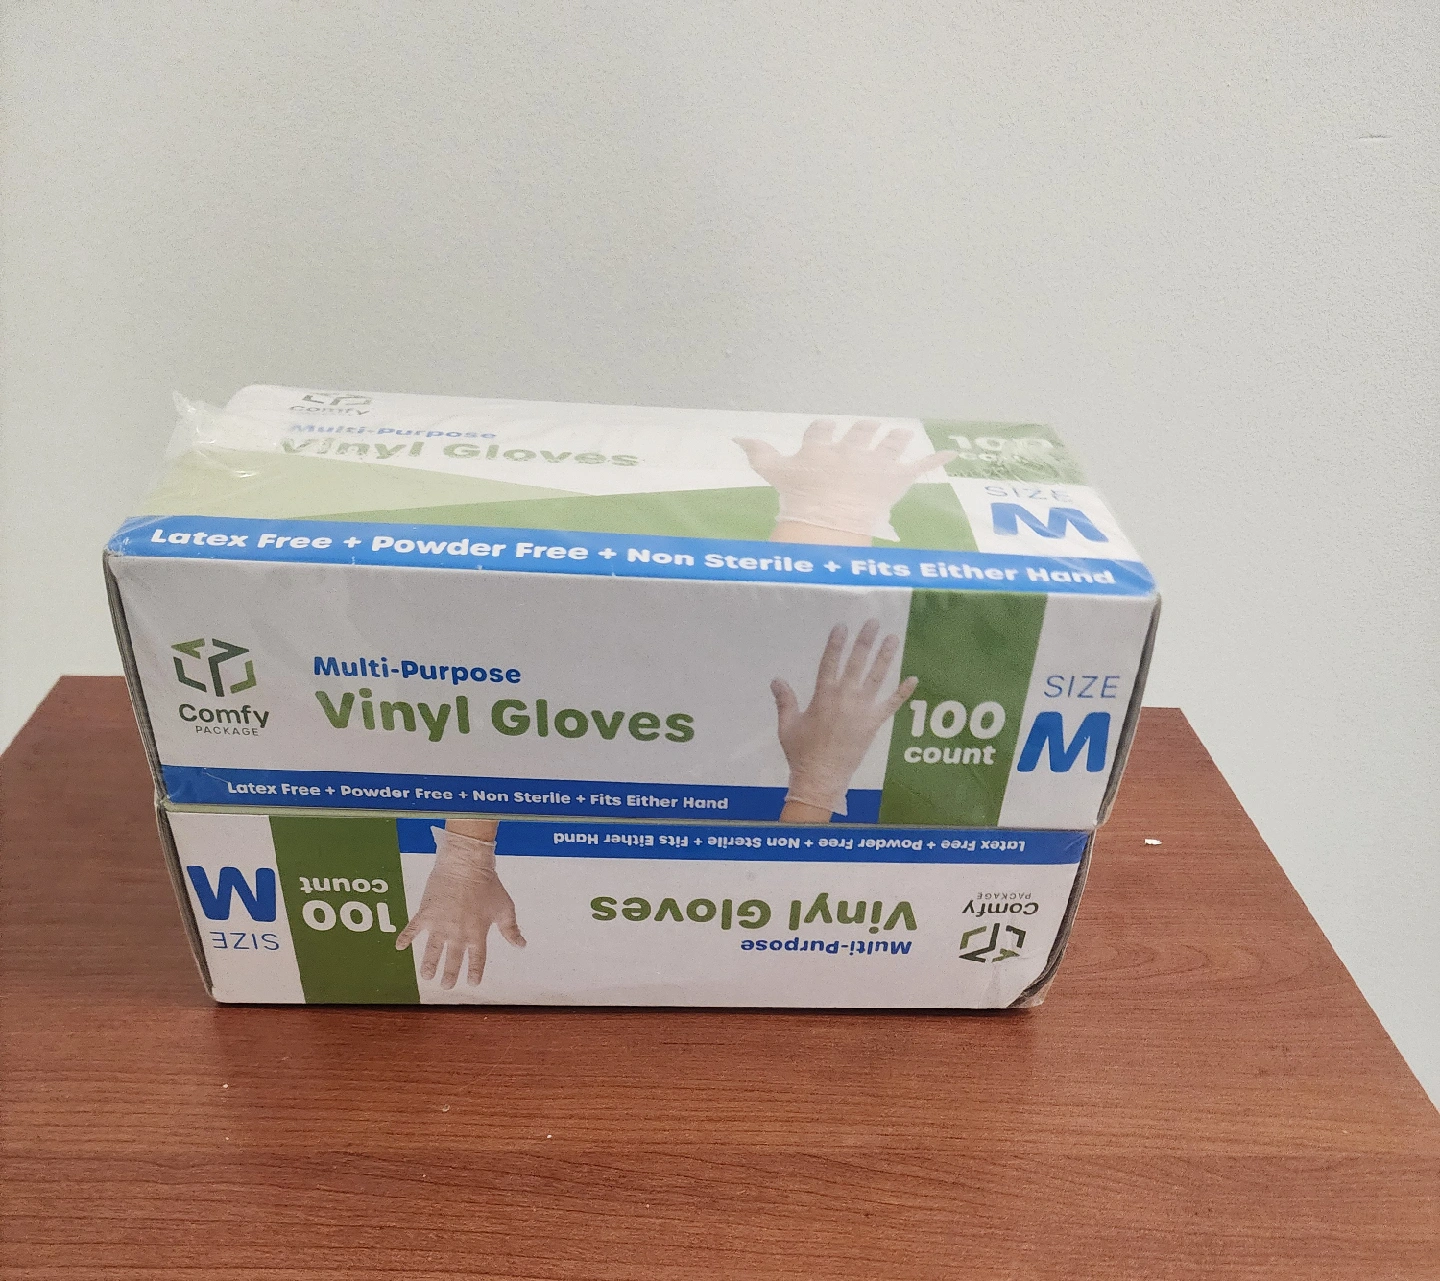 Comfy
Multi-Purpose
Vinyl Gloves
100
count
SIZE
M
Latex Free + Powder Free + Non Sterile + Fits Either Hand
Comfy
PACKAGE
Multi-Purpose
Vinyl Gloves
100
count
SIZE
M
Latex Free + Powder Free + Non Sterile + Fits Either Hand
Comfy
PACKAGE
Multi-Purpose
Vinyl Gloves
100
count
SIZE
M
Latex Free + Powder Free + Non Sterile + Fits Either Hand